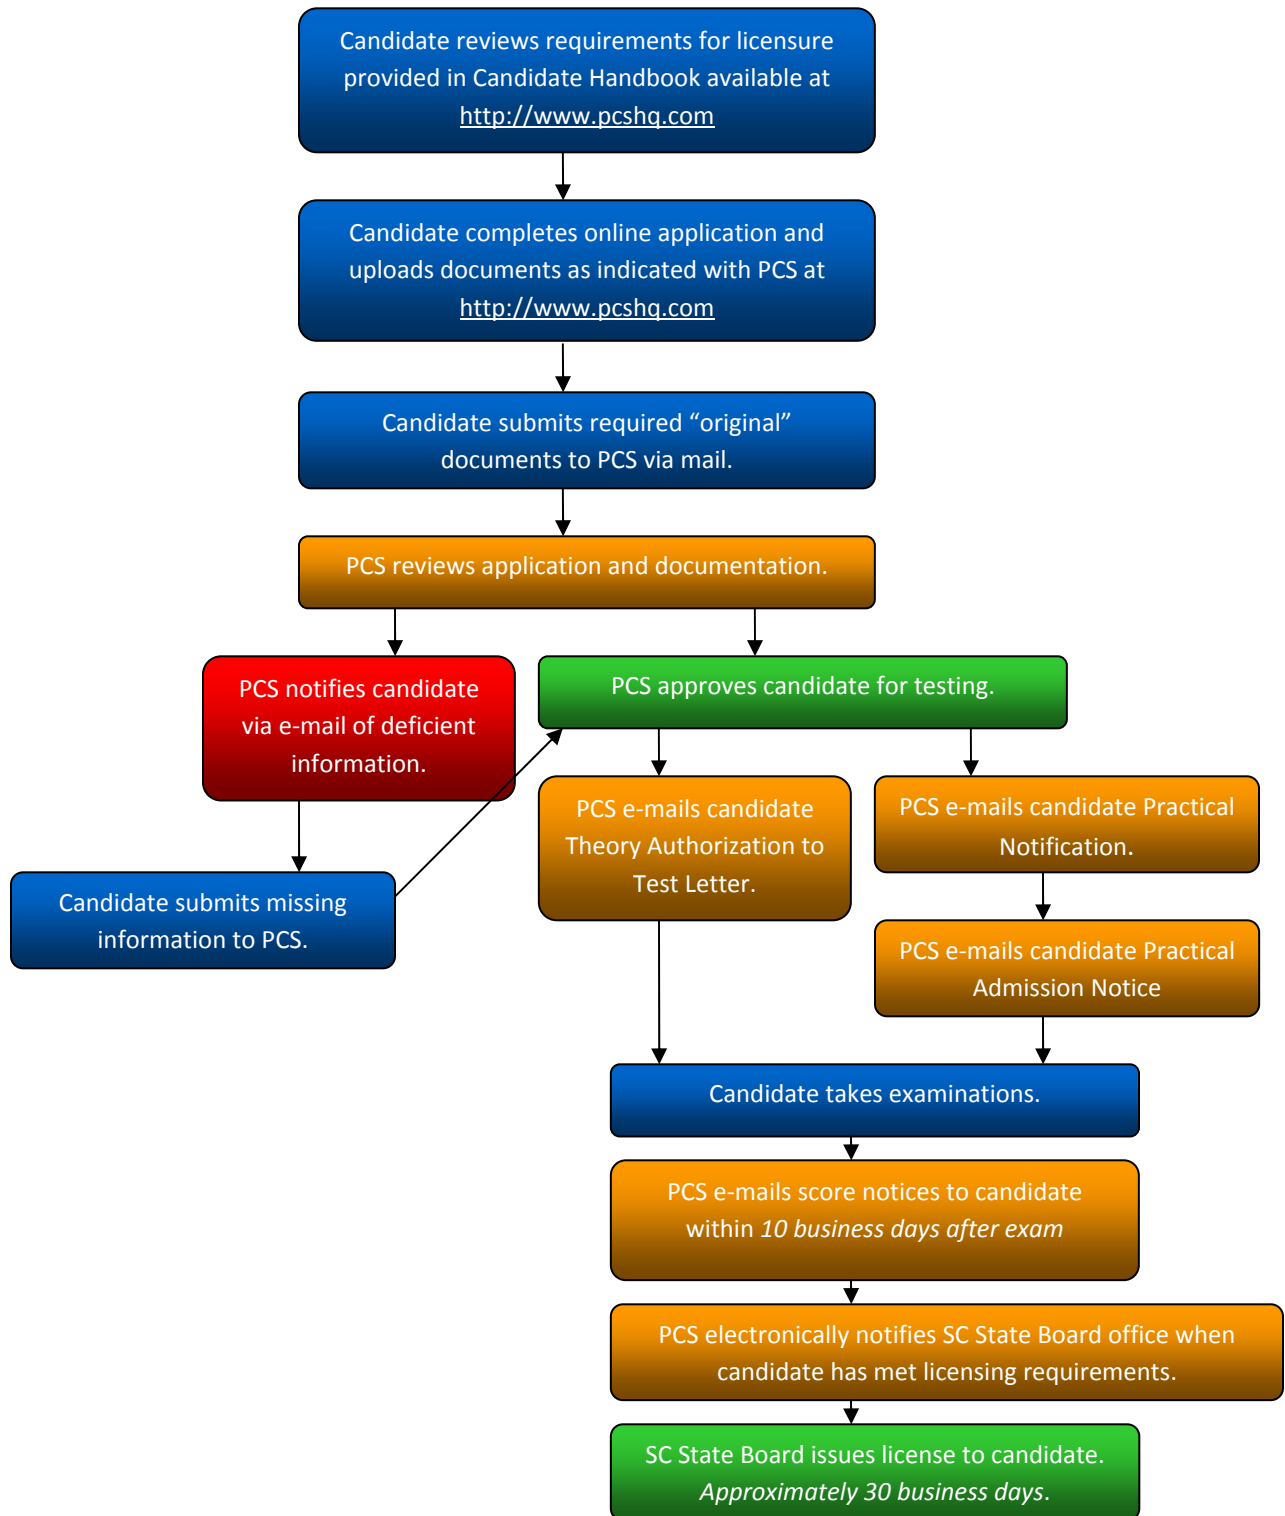 Candidate reviews requirements for licensure
provided in Candidate Handbook available at
http://www.pcshq.com
Candidate completes online application and
uploads documents as indicated with PCS at
http://www.pcshq.com
Candidate submits required “original”
documents to PCS via mail.
PCS reviews application and documentation.
PCS notifies candidate
via e-mail of deficient
information.
PCS approves candidate for testing.
Candidate submits missing
information to PCS.
PCS e-mails candidate
Theory Authorization to
Test Letter.
PCS e-mails candidate Practical
Notification.
PCS e-mails candidate Practical
Admission Notice
Candidate takes examinations.
PCS e-mails score notices to candidate
within 10 business days after exam
PCS electronically notifies SC State Board office when
candidate has met licensing requirements.
SC State Board issues license to candidate.
Approximately 30 business days.